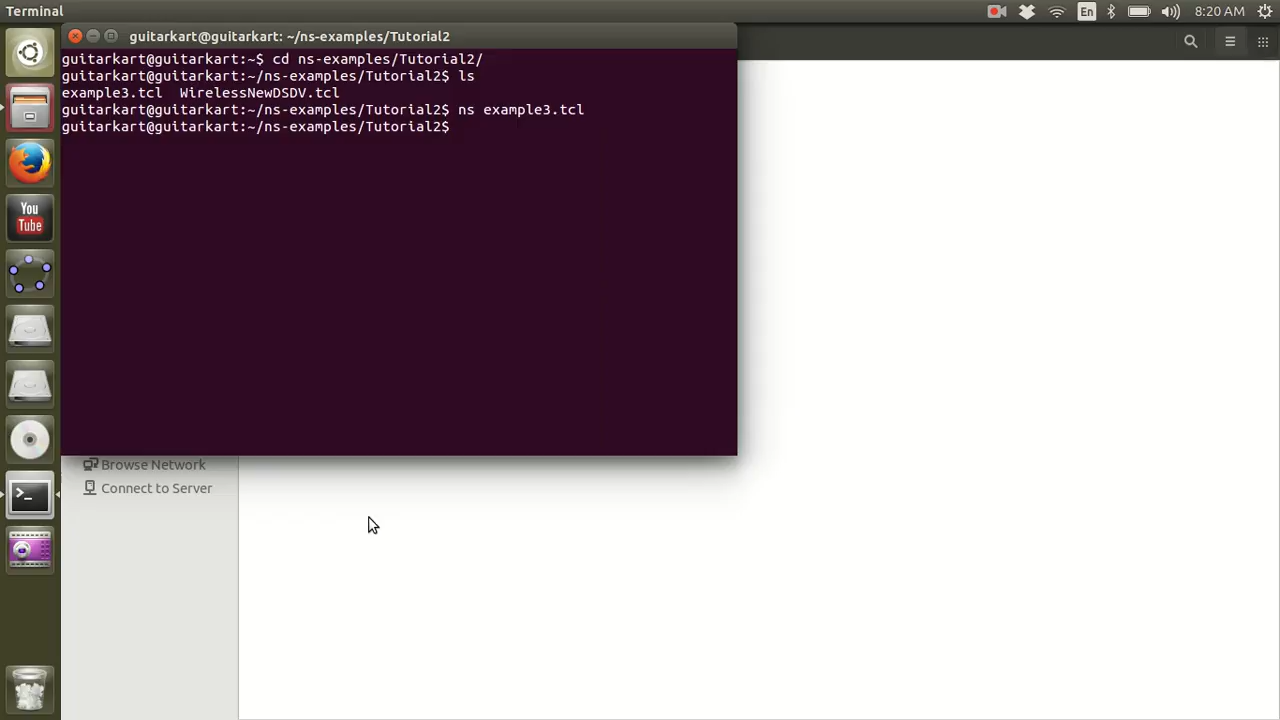 Terminal
En
8:20 AM
guitarkart@guitarkart: ~/ns-examples/Tutorial2
guitarkart@guitarkart:~$ cd ns-examples/Tutorial2/
guitarkart@guitarkart:~/ns-examples/Tutorial2$ ls
example3.tcl  WirelessNewDSDV.tcl
guitarkart@guitarkart:~/ns-examples/Tutorial2$ ns example3.tcl
guitarkart@guitarkart:~/ns-examples/Tutorial2$
You
Tube
Browse Network
Connect to Server